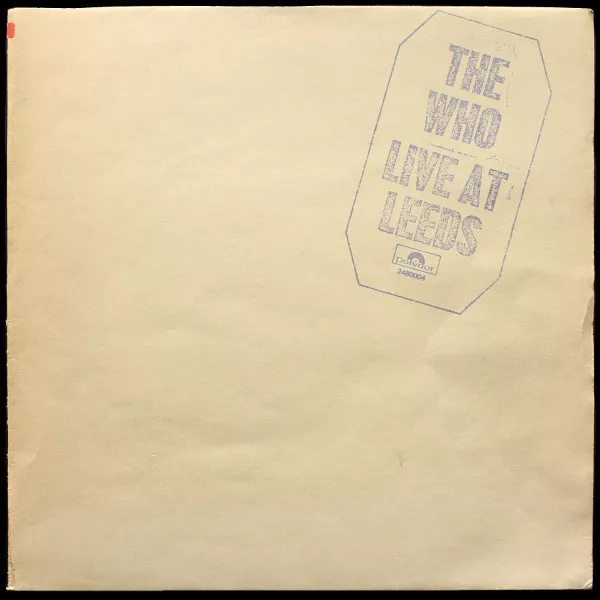 THE
WHO
LIVE AT
LEEDS
polydor
2480004